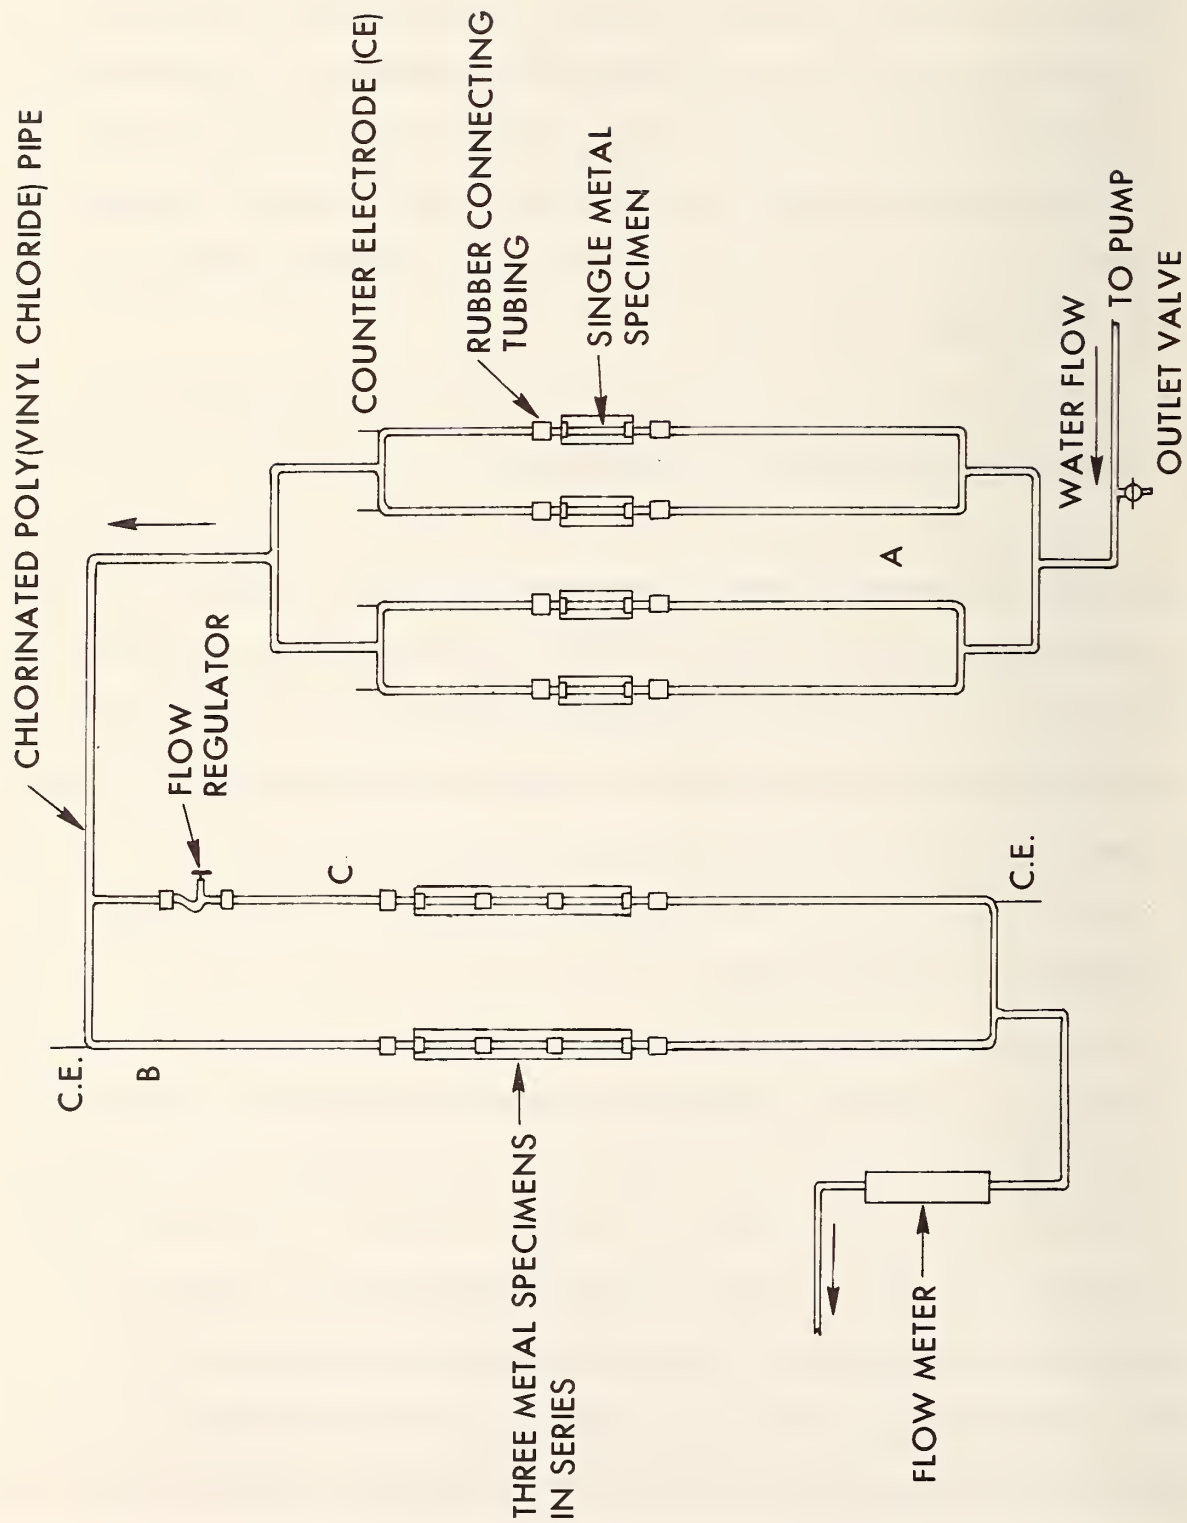 CHLORINATED POLY(VINYL CHLORIDE) PIPE
COUNTER ELECTRODE (CE)
RUBBER CONNECTING
TUBING
SINGLE METAL
SPECIMEN
FLOW
REGULATOR
C.E.
B
C
A
WATER FLOW
TO PUMP
OUTLET VALVE
C.E.
THREE METAL SPECIMENS
IN SERIES
FLOW METER